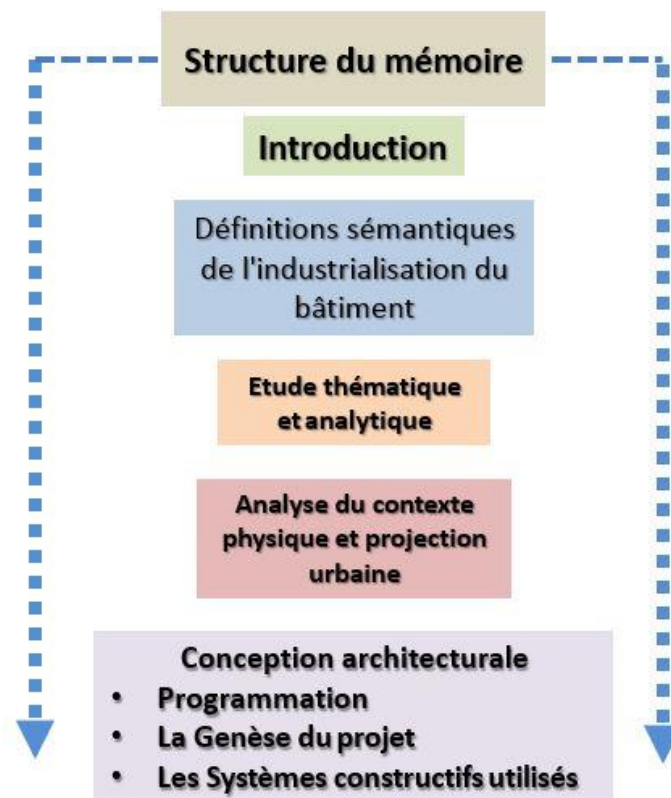 Structure du mémoire
Introduction
Définitions sémantiques
de l'industrialisation du
bâtiment
Etude thématique
et analytique
Analyse du contexte
physique et projection
urbaine
Conception architecturale
• Programmation
• La Genèse du projet
• Les Systèmes constructifs utilisés